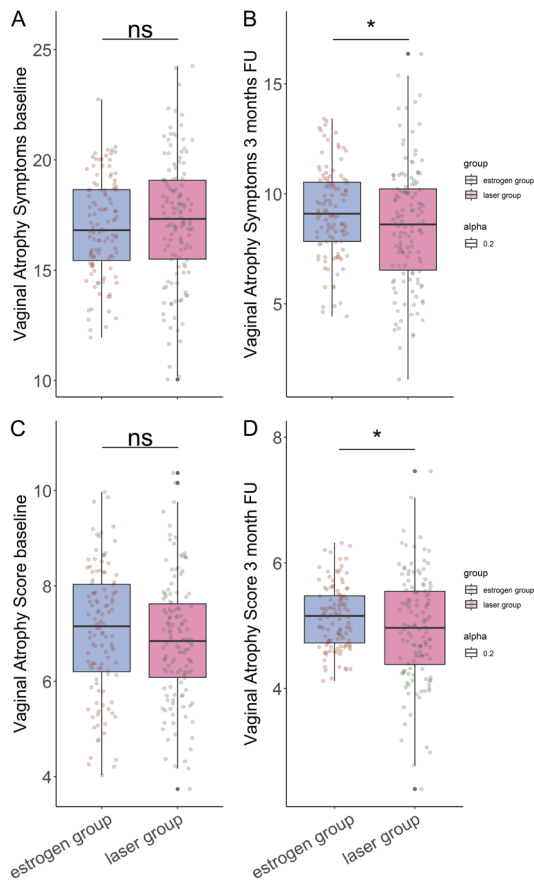 A
ns
Vaginal Atrophy Symptoms baseline
25
20
15
10
B
*
Vaginal Atrophy Symptoms 3 months FU
15
10
5
group
estrogen group
laser group
alpha
0.2
C
ns
Vaginal Atrophy Score baseline
10
8
6
4
estrogen group
laser group
D
*
Vaginal Atrophy Score 3 month FU
8
6
4
estrogen group
laser group
group
estrogen group
laser group
alpha
0.2